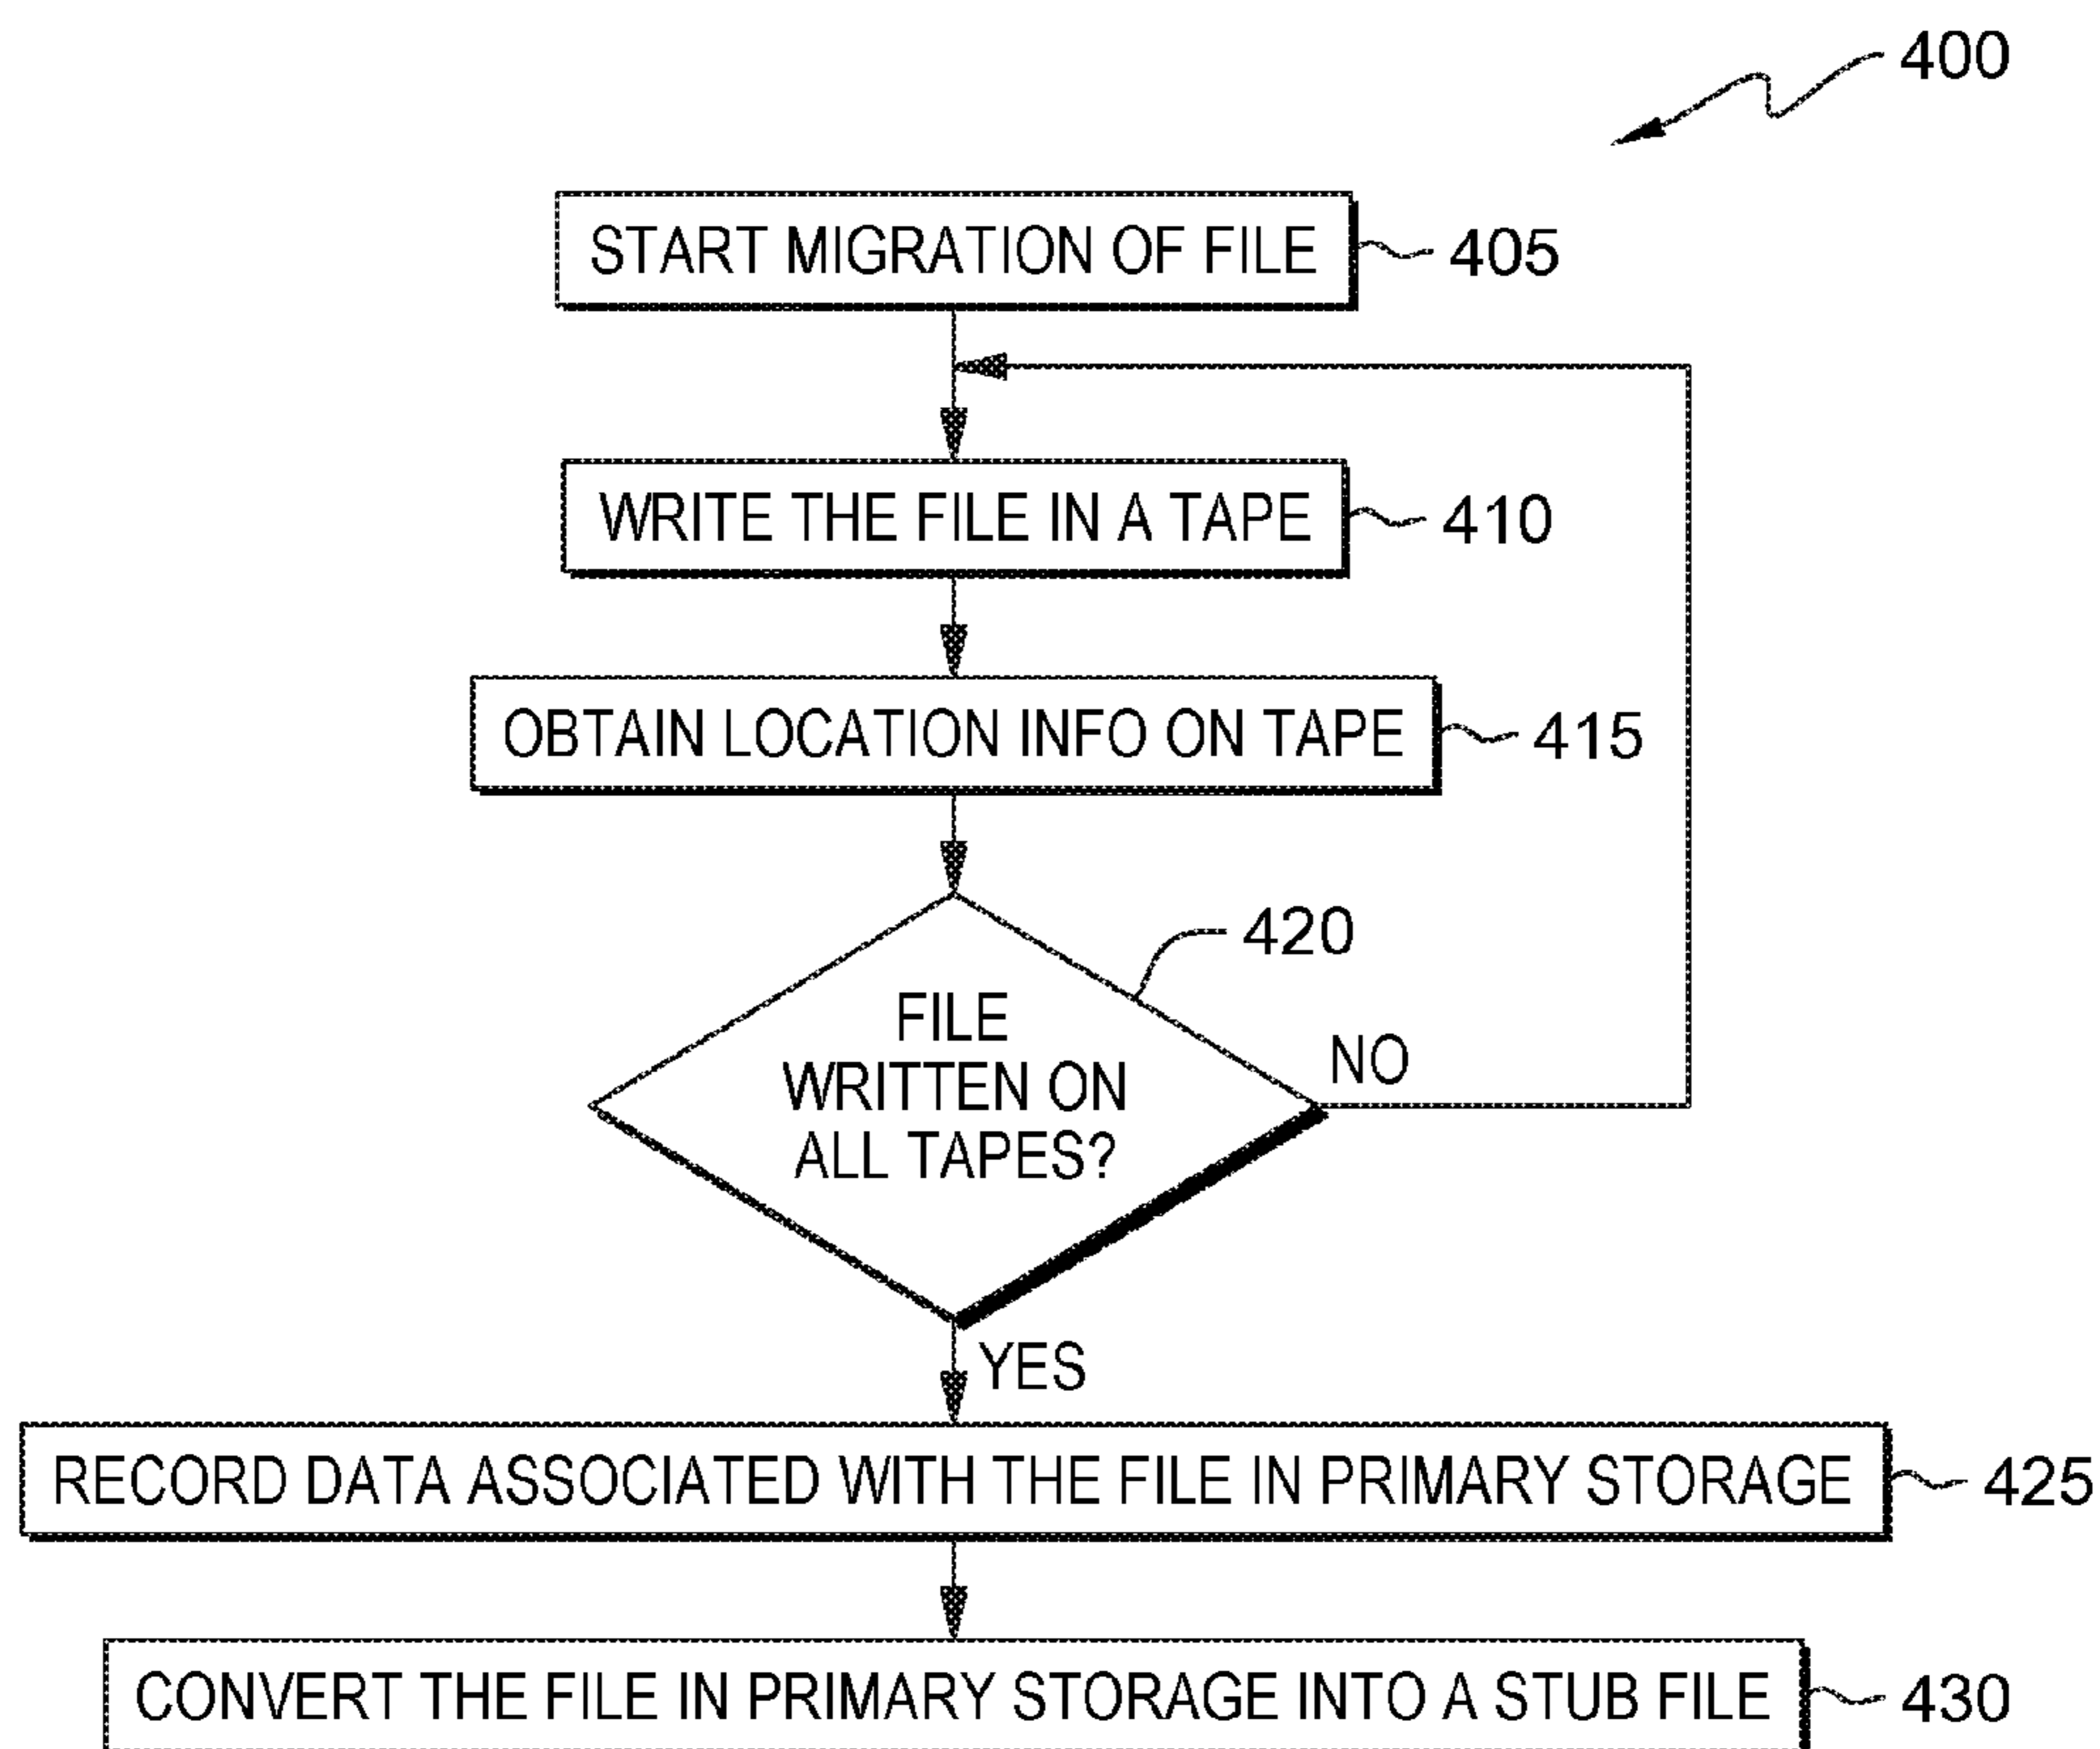 400
START MIGRATION OF FILE
405
WRITE THE FILE IN A TAPE
410
OBTAIN LOCATION INFO ON TAPE
415
420
FILE
WRITTEN ON
ALL TAPES?
NO
YES
RECORD DATA ASSOCIATED WITH THE FILE IN PRIMARY STORAGE
425
CONVERT THE FILE IN PRIMARY STORAGE INTO A STUB FILE
430